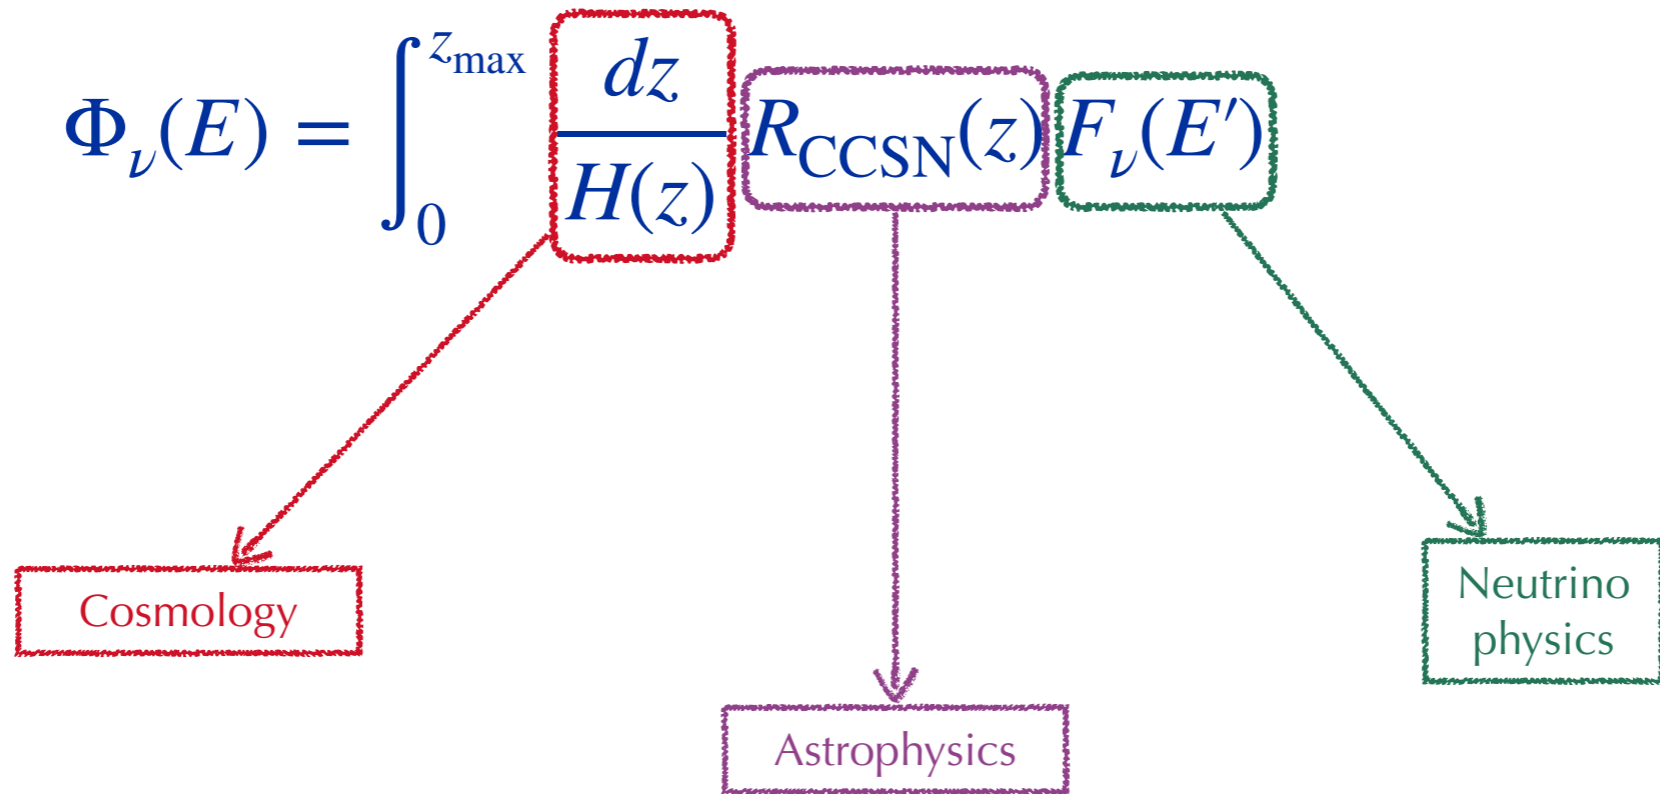 Φ_ν(E) = ∫_0^{z_max} dz/H(z) R_CCSN(z) F_ν(E′)
Cosmology
Neutrino
physics
Astrophysics